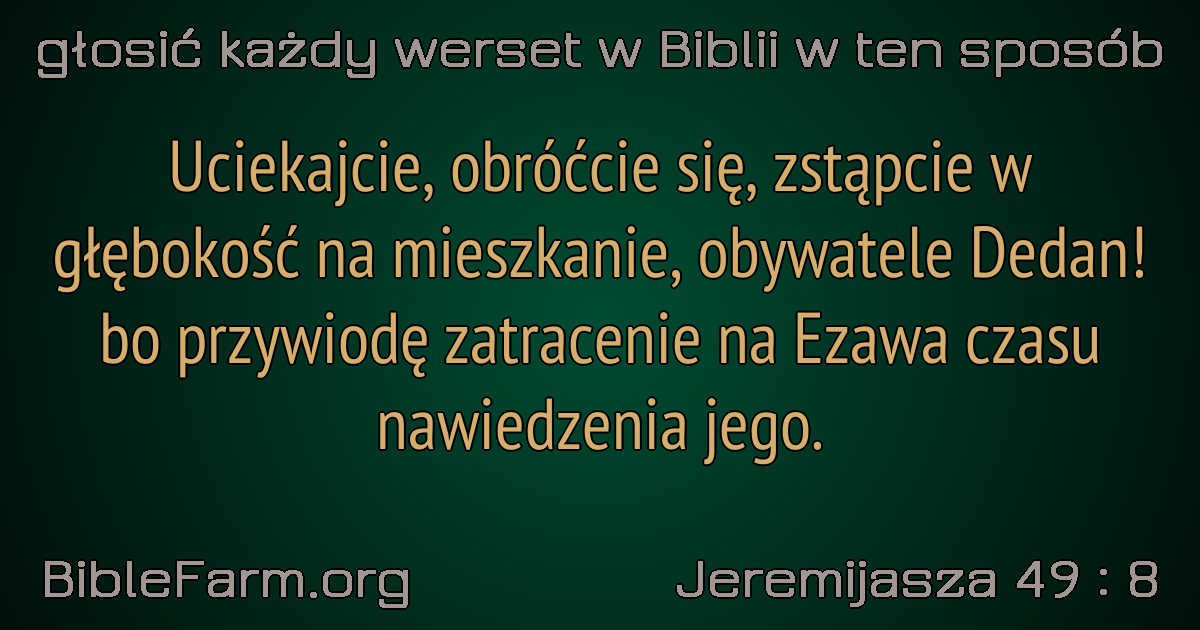 głosić każdy werset w Biblii w ten sposób
Uciekajcie, obróćcie się, zstąpcie w
głębokość na mieszkanie, obywatele Dedan!
bo przywiodę zatracenie na Ezawa czasu
nawiedzenia jego.
BibleFarm.org
Jeremijasza 49 : 8